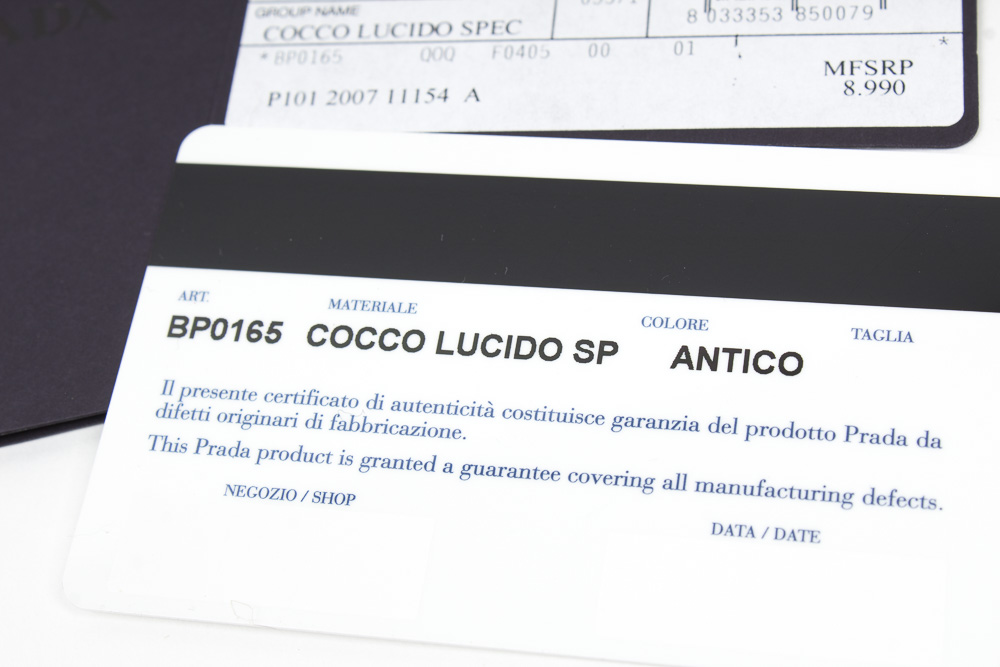 GROUP NAME
COCCO LUCIDO SPEC
8 033353 850079
*BP0165 QQQ F0405 00 01 *
MFSRP
8.990
P101 2007 11154 A
ART. MATERIALE COLORE TAGLIA
BP0165 COCCO LUCIDO SP ANTICO
Il presente certificato di autenticità costituisce garanzia del prodotto Prada da
difetti originari di fabbricazione.
This Prada product is granted a guarantee covering all manufacturing defects.
NEGOZIO / SHOP
DATA / DATE